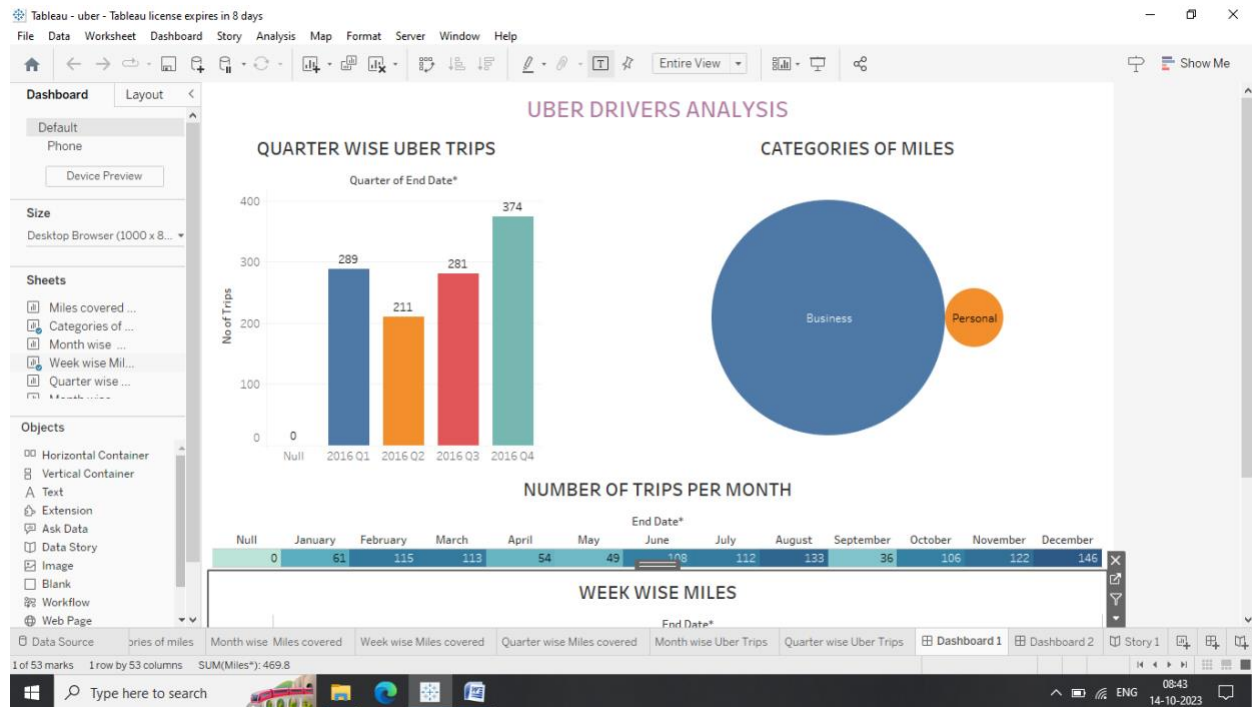 Tableau - uber - Tableau license expires in 8 days
File Data Worksheet Dashboard Story Analysis Map Format Server Window Help
Entire View
Show Me
Dashboard Layout
Default
Phone
Device Preview
Size
Desktop Browser (1000 x 8...
Sheets
Miles covered ...
Categories of ...
Month wise ...
Week wise Mil...
Quarter wise ...
Objects
Horizontal Container
Vertical Container
Text
Extension
Ask Data
Data Story
Image
Blank
Workflow
Web Page
UBER DRIVERS ANALYSIS
QUARTER WISE UBER TRIPS
Quarter of End Date*
No of Trips
400
300
200
100
0
0
289
211
281
374
Null 2016 Q1 2016 Q2 2016 Q3 2016 Q4
CATEGORIES OF MILES
Business
Personal
NUMBER OF TRIPS PER MONTH
End Date*
Null January February March April May June July August September October November December
0 61 115 113 54 49 108 112 133 36 106 122 146
WEEK WISE MILES
End Date*
Data Source ories of miles Month wise Miles covered Week wise Miles covered Quarter wise Miles covered Month wise Uber Trips Quarter wise Uber Trips Dashboard 1 Dashboard 2 Story 1
1 of 53 marks 1 row by 53 columns SUM(Miles*): 469.8
Type here to search
ENG
08:43
14-10-2023